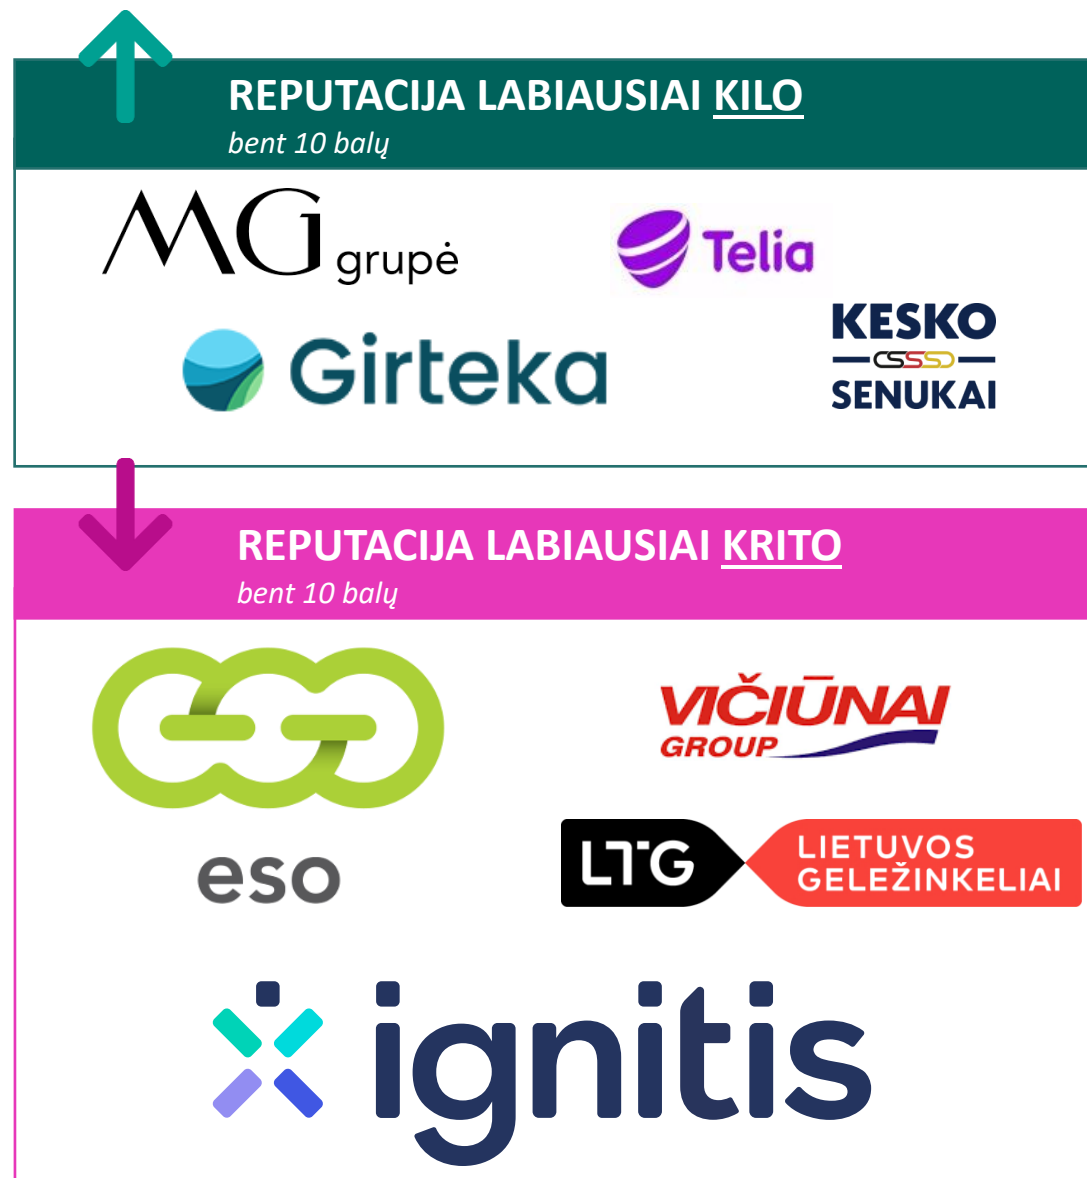 REPUTACIJA LABIAUSIAI KILO
bent 10 balų
MG grupė
Telia
Girteka
KESKO
SENUKAI
REPUTACIJA LABIAUSIAI KRITO
bent 10 balų
eso
VIČIŪNAI
GROUP
LTG
LIETUVOS
GELEŽINKELIAI
ignitis